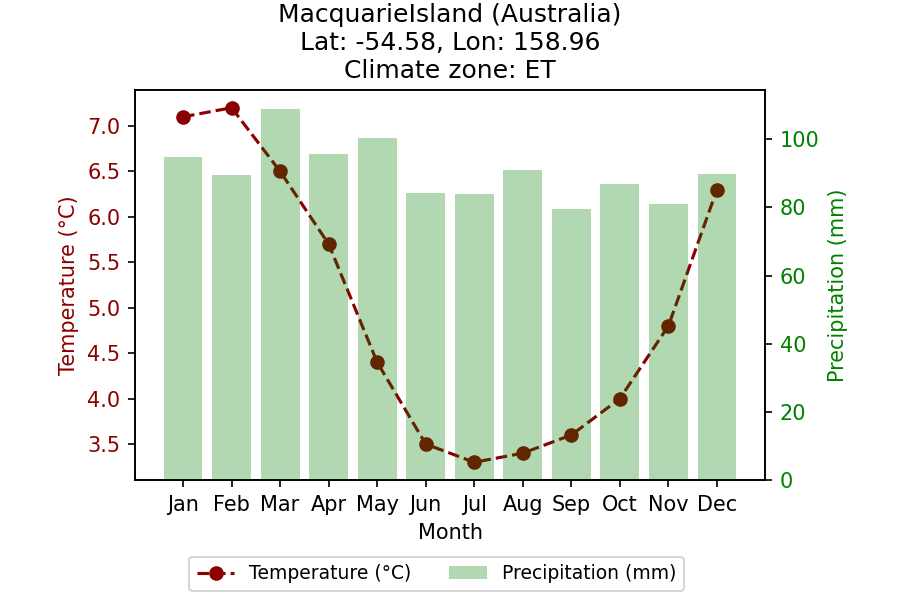 MacquarieIsland (Australia)
Lat: -54.58, Lon: 158.96
Climate zone: ET
Temperature (°C)
7.0
6.5
6.0
5.5
5.0
4.5
4.0
3.5
100
80
60
40
20
0
Precipitation (mm)
Jan Feb Mar Apr May Jun Jul Aug Sep Oct Nov Dec
Month
Temperature (°C) Precipitation (mm)